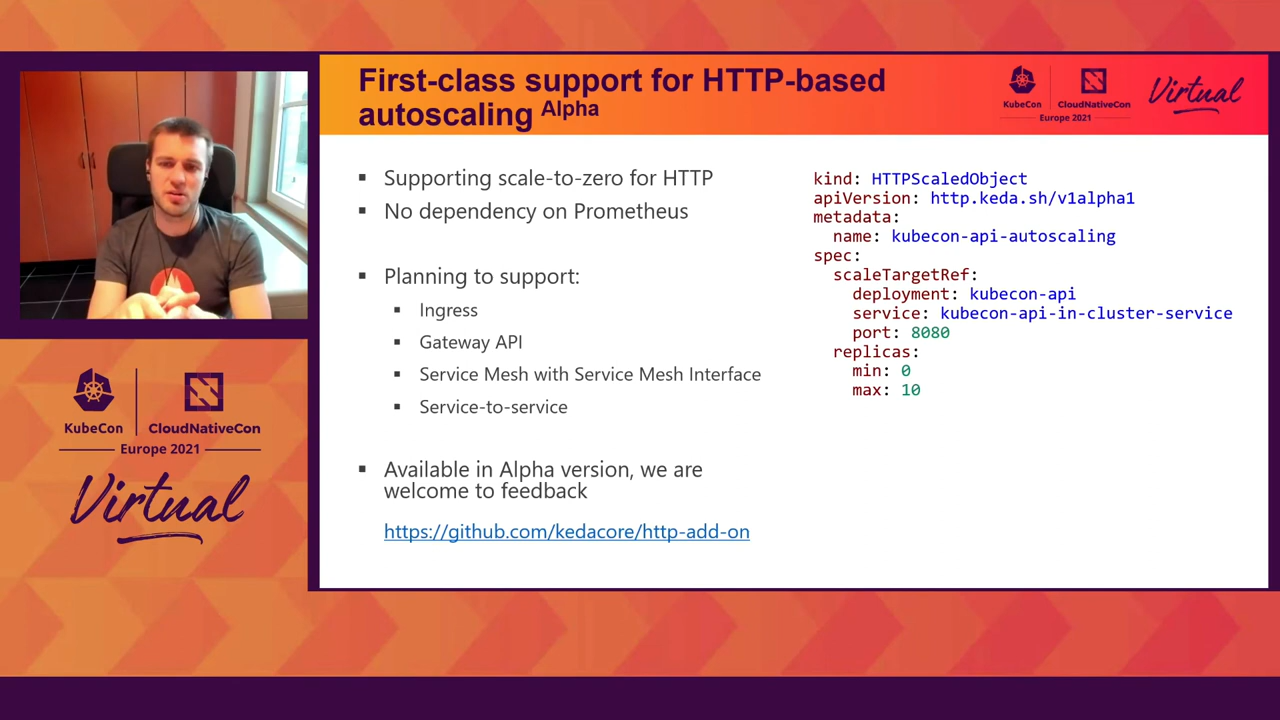 First-class support for HTTP-based
autoscaling Alpha
KubeCon
CloudNativeCon
Europe 2021
Virtual
▪ Supporting scale-to-zero for HTTP
▪ No dependency on Prometheus
▪ Planning to support:
▪ Ingress
▪ Gateway API
▪ Service Mesh with Service Mesh Interface
▪ Service-to-service
▪ Available in Alpha version, we are
welcome to feedback
https://github.com/kedacore/http-add-on
kind: HTTPScaledObject
apiVersion: http.keda.sh/v1alpha1
metadata:
  name: kubecon-api-autoscaling
spec:
  scaleTargetRef:
    deployment: kubecon-api
    service: kubecon-api-in-cluster-service
    port: 8080
  replicas:
    min: 0
    max: 10
KubeCon
CloudNativeCon
Europe 2021
Virtual